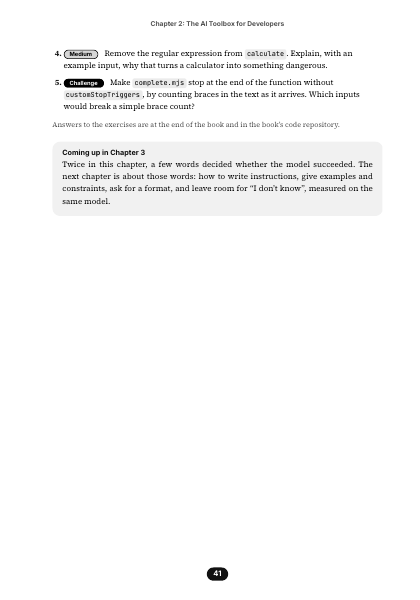 Chapter 2: The AI Toolbox for Developers
4. Medium Remove the regular expression from calculate. Explain, with an
example input, why that turns a calculator into something dangerous.
5. Challenge Make complete.mjs stop at the end of the function without
customStopTriggers, by counting braces in the text as it arrives. Which inputs
would break a simple brace count?
Answers to the exercises are at the end of the book and in the book's code repository.
Coming up in Chapter 3
Twice in this chapter, a few words decided whether the model succeeded. The
next chapter is about those words: how to write instructions, give examples and
constraints, ask for a format, and leave room for “I don't know”, measured on the
same model.
41